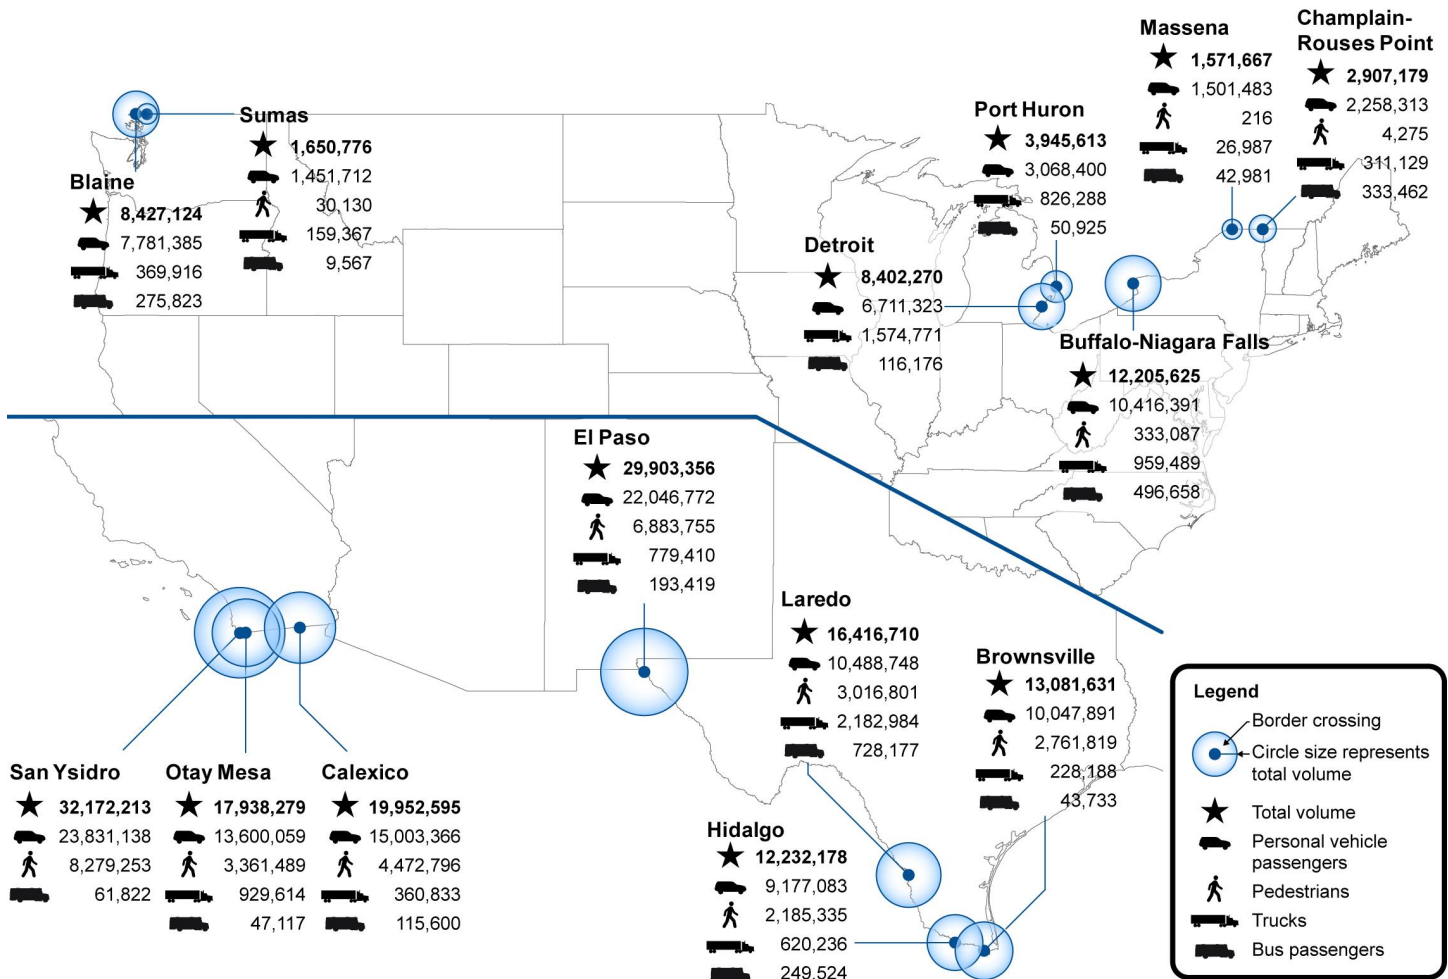 Massena
1,571,667
1,501,483
216
26,987
42,981
Champlain-
Rouses Point
2,907,179
2,258,313
4,275
311,129
333,462
Port Huron
3,945,613
3,068,400
826,288
50,925
Sumas
1,650,776
1,451,712
30,130
159,367
9,567
Blaine
8,427,124
7,781,385
369,916
275,823
Detroit
8,402,270
6,711,323
1,574,771
116,176
Buffalo-Niagara Falls
12,205,625
10,416,391
333,087
959,489
496,658
El Paso
29,903,356
22,046,772
6,883,755
779,410
193,419
Laredo
16,416,710
10,488,748
3,016,801
2,182,984
728,177
Brownsville
13,081,631
10,047,891
2,761,819
228,188
43,733
San Ysidro
32,172,213
23,831,138
8,279,253
61,822
Otay Mesa
17,938,279
13,600,059
3,361,489
929,614
47,117
Calexico
19,952,595
15,003,366
4,472,796
360,833
115,600
Hidalgo
12,232,178
9,177,083
2,185,335
620,236
249,524
Legend
Border crossing
Circle size represents
total volume
Total volume
Personal vehicle
passengers
Pedestrians
Trucks
Bus passengers